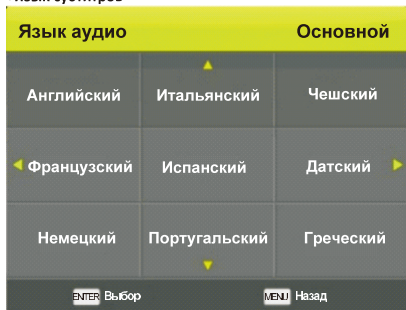 Язык аудио Основной
Английский Итальянский Чешский
Французский Испанский Датский
Немецкий Португальский Греческий
ENTER Выбор MENU Назад